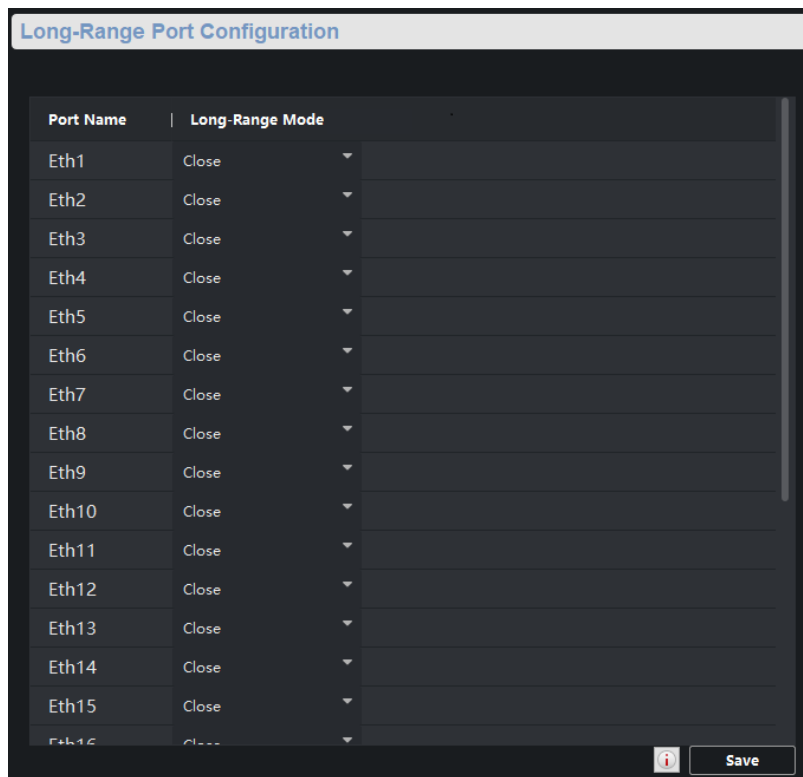 Long-Range Port Configuration
Port Name | Long-Range Mode
Eth1 Close
Eth2 Close
Eth3 Close
Eth4 Close
Eth5 Close
Eth6 Close
Eth7 Close
Eth8 Close
Eth9 Close
Eth10 Close
Eth11 Close
Eth12 Close
Eth13 Close
Eth14 Close
Eth15 Close
Eth16 Close
i Save